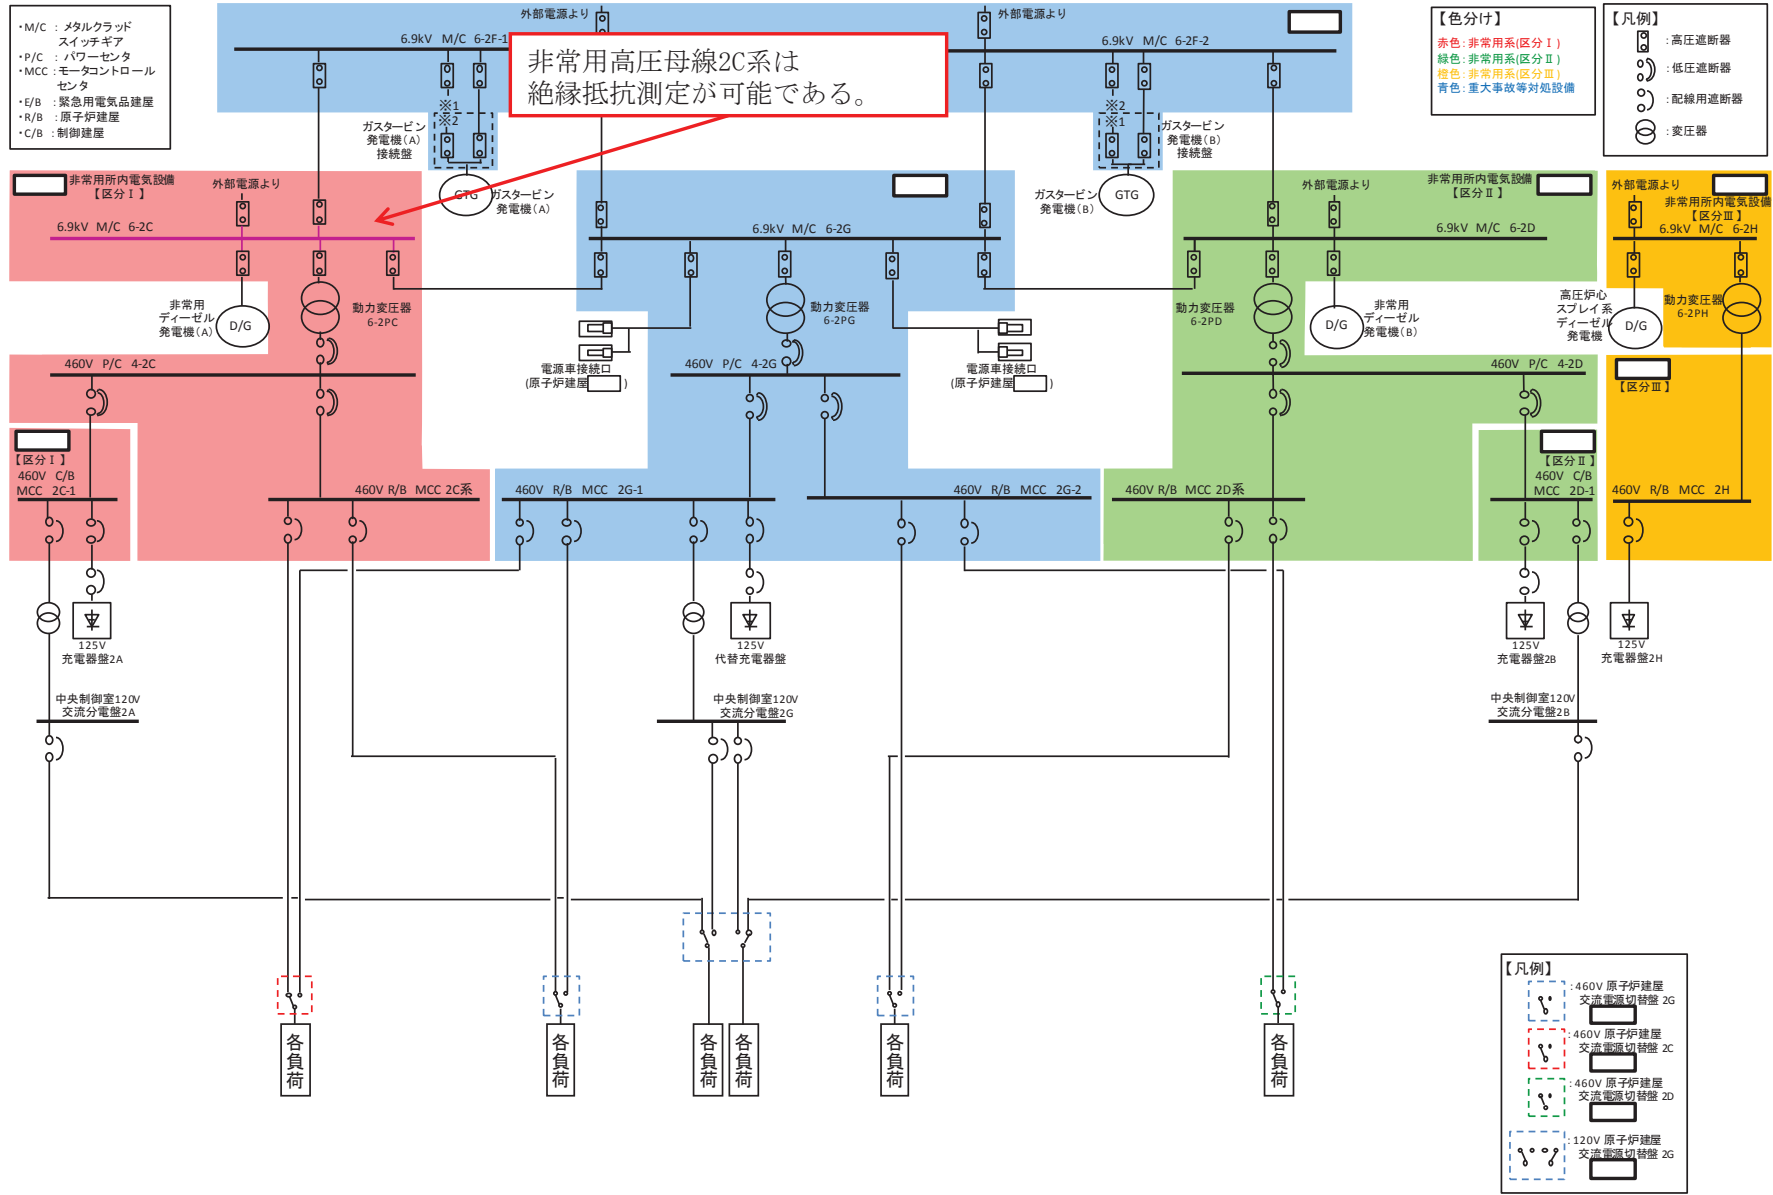 ・M/C ： メタルクラッド
スイッチギア
・P/C ： パワーセンタ
・MCC：モータコントロール
センタ
・E/B ：緊急用電気品建屋
・R/B ：原子炉建屋
・C/B ：制御建屋
外部電源より
外部電源より
6.9kV M/C 6-2F-1
6.9kV M/C 6-2F-2
非常用高圧母線2C系は
絶縁抵抗測定が可能である。
【色分け】
赤色：非常用系(区分Ⅰ)
緑色：非常用系(区分Ⅱ)
橙色：非常用系(区分Ⅲ)
青色：重大事故等対処設備
【凡例】
：高圧遮断器
：低圧遮断器
：配線用遮断器
：変圧器
※1
※2
ガスタービン
発電機(A)
接続盤
※2
※1
ガスタービン
発電機(B)
接続盤
GTG
ガスタービン
発電機(A)
ガスタービン
発電機(B)
GTG
非常用所内電気設備
【区分Ⅰ】
外部電源より
6.9kV M/C 6-2C
6.9kV M/C 6-2G
外部電源より
非常用所内電気設備
【区分Ⅱ】
6.9kV M/C 6-2D
外部電源より
非常用所内電気設備
【区分Ⅲ】
6.9kV M/C 6-2H
非常用
ディーゼル
発電機(A)
D/G
動力変圧器
6-2PC
動力変圧器
6-2PG
動力変圧器
6-2PD
D/G
非常用
ディーゼル
発電機(B)
高圧炉心
スプレイ系
ディーゼル
発電機
D/G
動力変圧器
6-2PH
電源車接続口
(原子炉建屋 )
電源車接続口
(原子炉建屋 )
460V P/C 4-2C
460V P/C 4-2G
460V P/C 4-2D
【区分Ⅲ】
【区分Ⅰ】
460V C/B
MCC 2C-1
460V R/B MCC 2C系
460V R/B MCC 2G-1
460V R/B MCC 2G-2
460V R/B MCC 2D系
【区分Ⅱ】
460V C/B
MCC 2D-1
460V R/B MCC 2H
125V
充電器盤2A
125V
代替充電器盤
125V
充電器盤2B
125V
充電器盤2H
中央制御室120V
交流分電盤2A
中央制御室120V
交流分電盤2G
中央制御室120V
交流分電盤2B
各負荷
各負荷
各負荷
各負荷
各負荷
各負荷
【凡例】
：460V 原子炉建屋
交流電源切替盤 2G
：460V 原子炉建屋
交流電源切替盤 2C
：460V 原子炉建屋
交流電源切替盤 2D
：120V 原子炉建屋
交流電源切替盤 2G